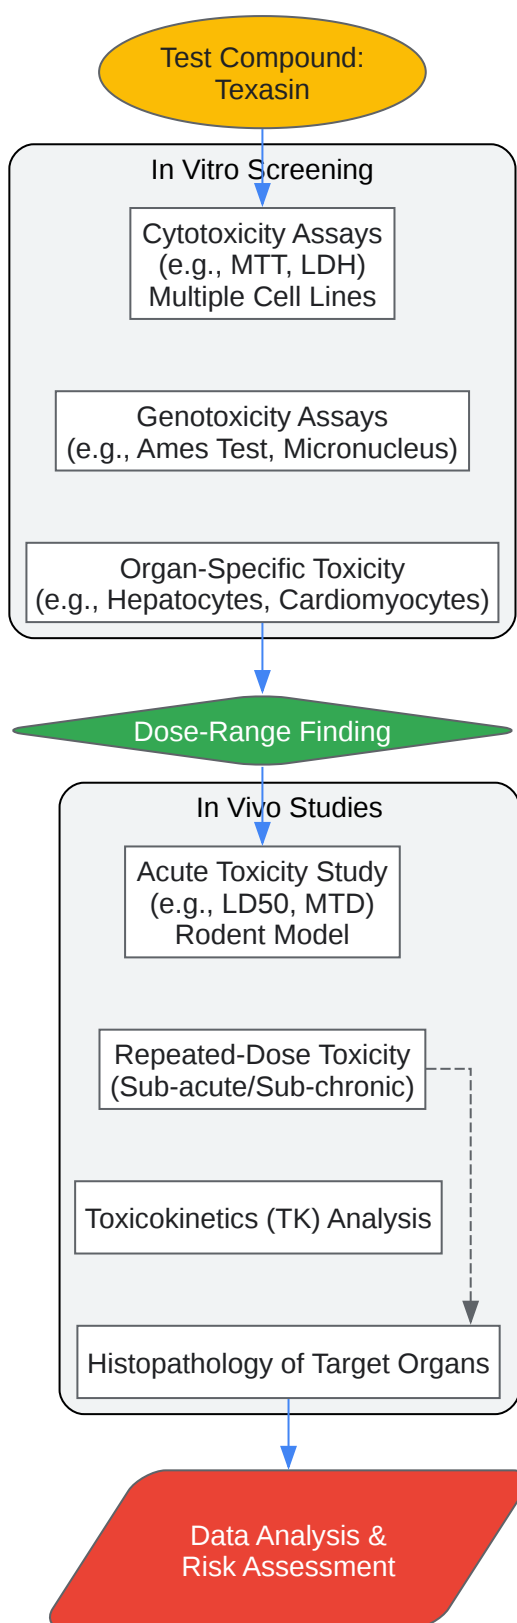 Test Compound:
Texasin
In Vitro Screening
Cytotoxicity Assays
(e.g., MTT, LDH)
Multiple Cell Lines
Genotoxicity Assays
(e.g., Ames Test, Micronucleus)
Organ-Specific Toxicity
(e.g., Hepatocytes, Cardiomyocytes)
Dose-Range Finding
In Vivo Studies
Acute Toxicity Study
(e.g., LD50, MTD)
Rodent Model
Repeated-Dose Toxicity
(Sub-acute/Sub-chronic)
Toxicokinetics (TK) Analysis
Histopathology of Target Organs
Data Analysis &
Risk Assessment